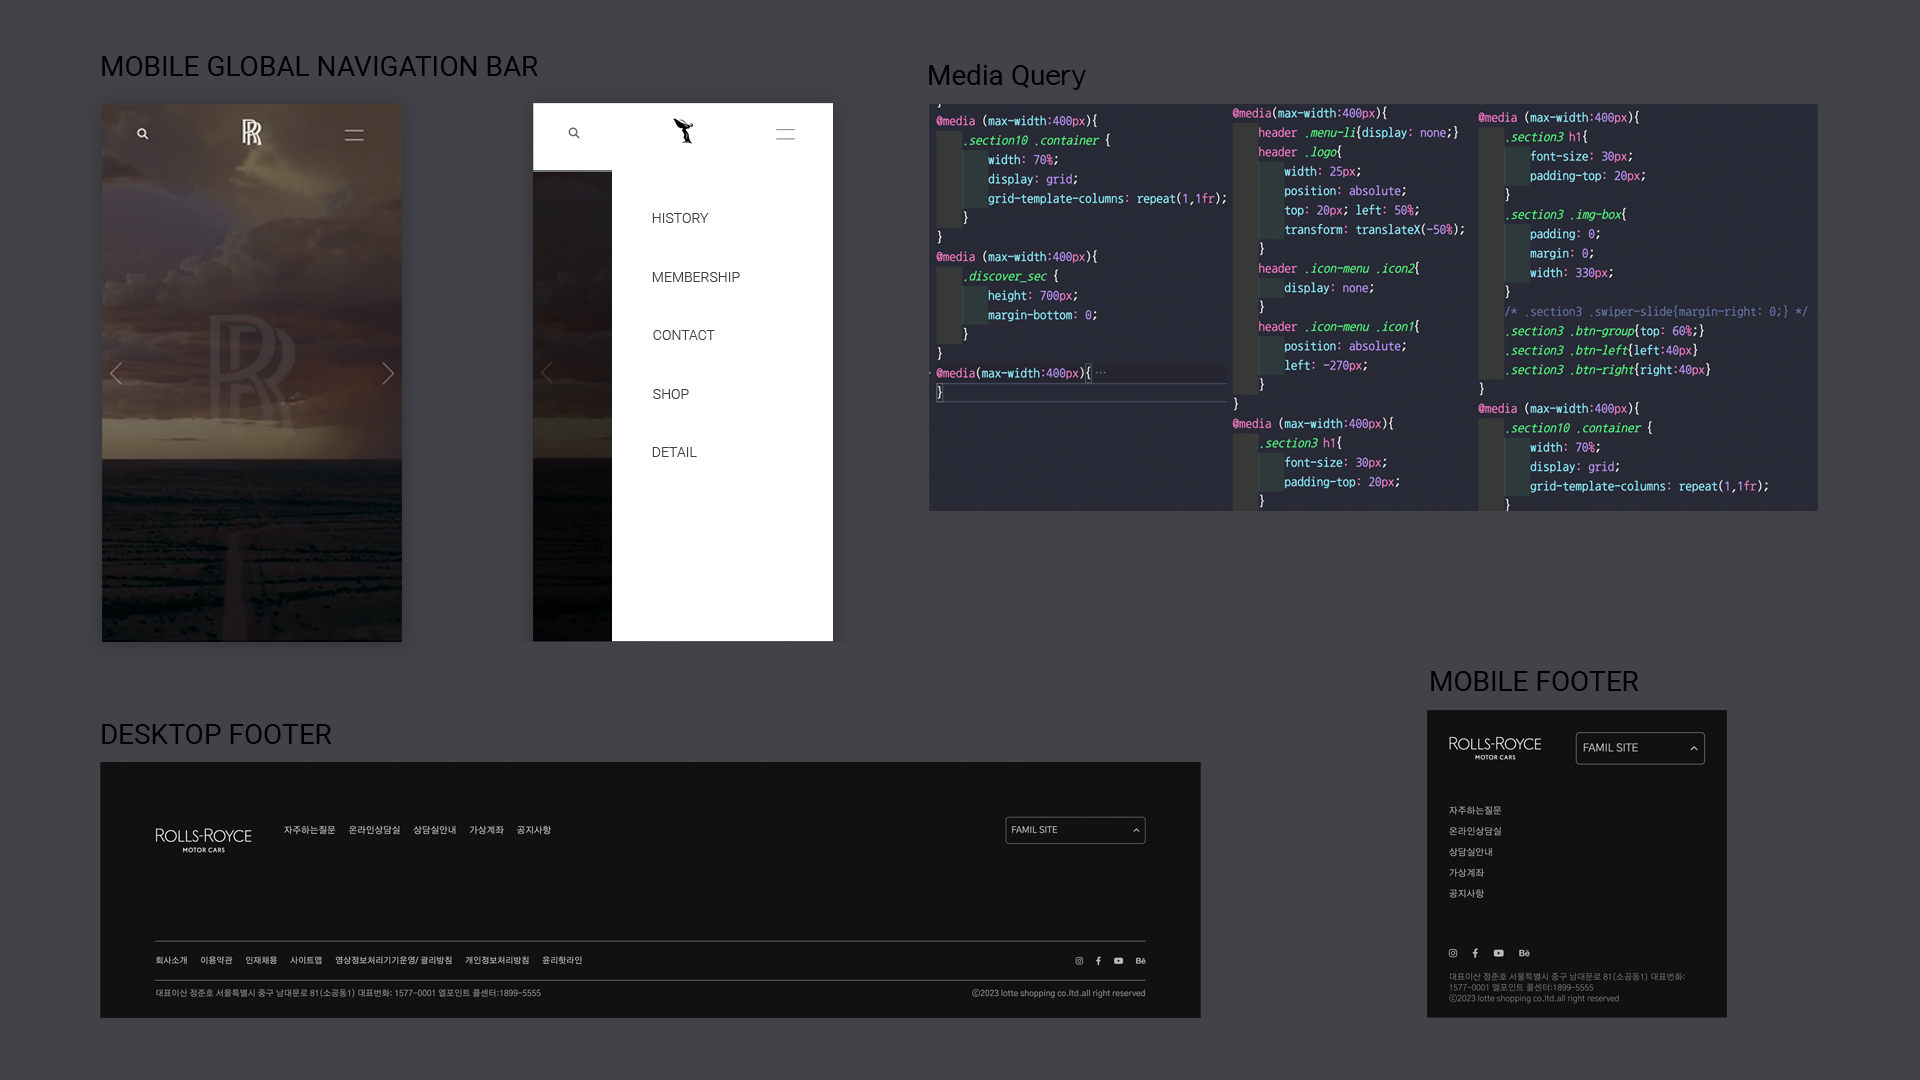 MOBILE GLOBAL NAVIGATION BAR
HISTORY
MEMBERSHIP
CONTACT
SHOP
DETAIL
Media Query
}
@media (max-width:400px){
.section10 .container {
width: 70%;
display: grid;
grid-template-columns: repeat(1,1fr);
}
}
@media (max-width:400px){
.discover_sec {
height: 700px;
margin-bottom: 0;
}
}
@media(max-width:400px){ ···
}
@media(max-width:400px){
header .menu-li{display: none;}
header .logo{
width: 25px;
position: absolute;
top: 20px; left: 50%;
transform: translateX(-50%);
}
header .icon-menu .icon2{
display: none;
}
header .icon-menu .icon1{
position: absolute;
left: -270px;
}
}
@media (max-width:400px){
.section3 h1{
font-size: 30px;
padding-top: 20px;
}
@media (max-width:400px){
.section3 h1{
font-size: 30px;
padding-top: 20px;
}
.section3 .img-box{
padding: 0;
margin: 0;
width: 330px;
}
/* .section3 .swiper-slide{margin-right: 0;} */
.section3 .btn-group{top: 60%;}
.section3 .btn-left{left:40px}
.section3 .btn-right{right:40px}
}
@media (max-width:400px){
.section10 .container {
width: 70%;
display: grid;
grid-template-columns: repeat(1,1fr);
}
DESKTOP FOOTER
ROLLS-ROYCE
MOTOR CARS
자주하는질문 온라인상담실 상담실안내 가상계좌 공지사항
FAMIL SITE
회사소개 이용약관 인재채용 사이트맵 영상정보처리기기운영/괄리방침 개인정보처리방침 윤리핫라인
Bē
대표이산 정준호 서울특별시 중구 남대문로 81(소공동1) 대표번화: 1577-0001 엘포인트 콜센터:1899-5555
©2023 lotte shopping co.ltd.all right reserved
MOBILE FOOTER
ROLLS-ROYCE
MOTOR CARS
FAMIL SITE
자주하는질문
온라인상담실
상담실안내
가상계좌
공지사항
Bē
대표이산 정준호 서울특별시 중구 남대문로 81(소공동1) 대표번화:
1577-0001 엘포인트 콜센터:1899-5555
©2023 lotte shopping co.ltd.all right reserved